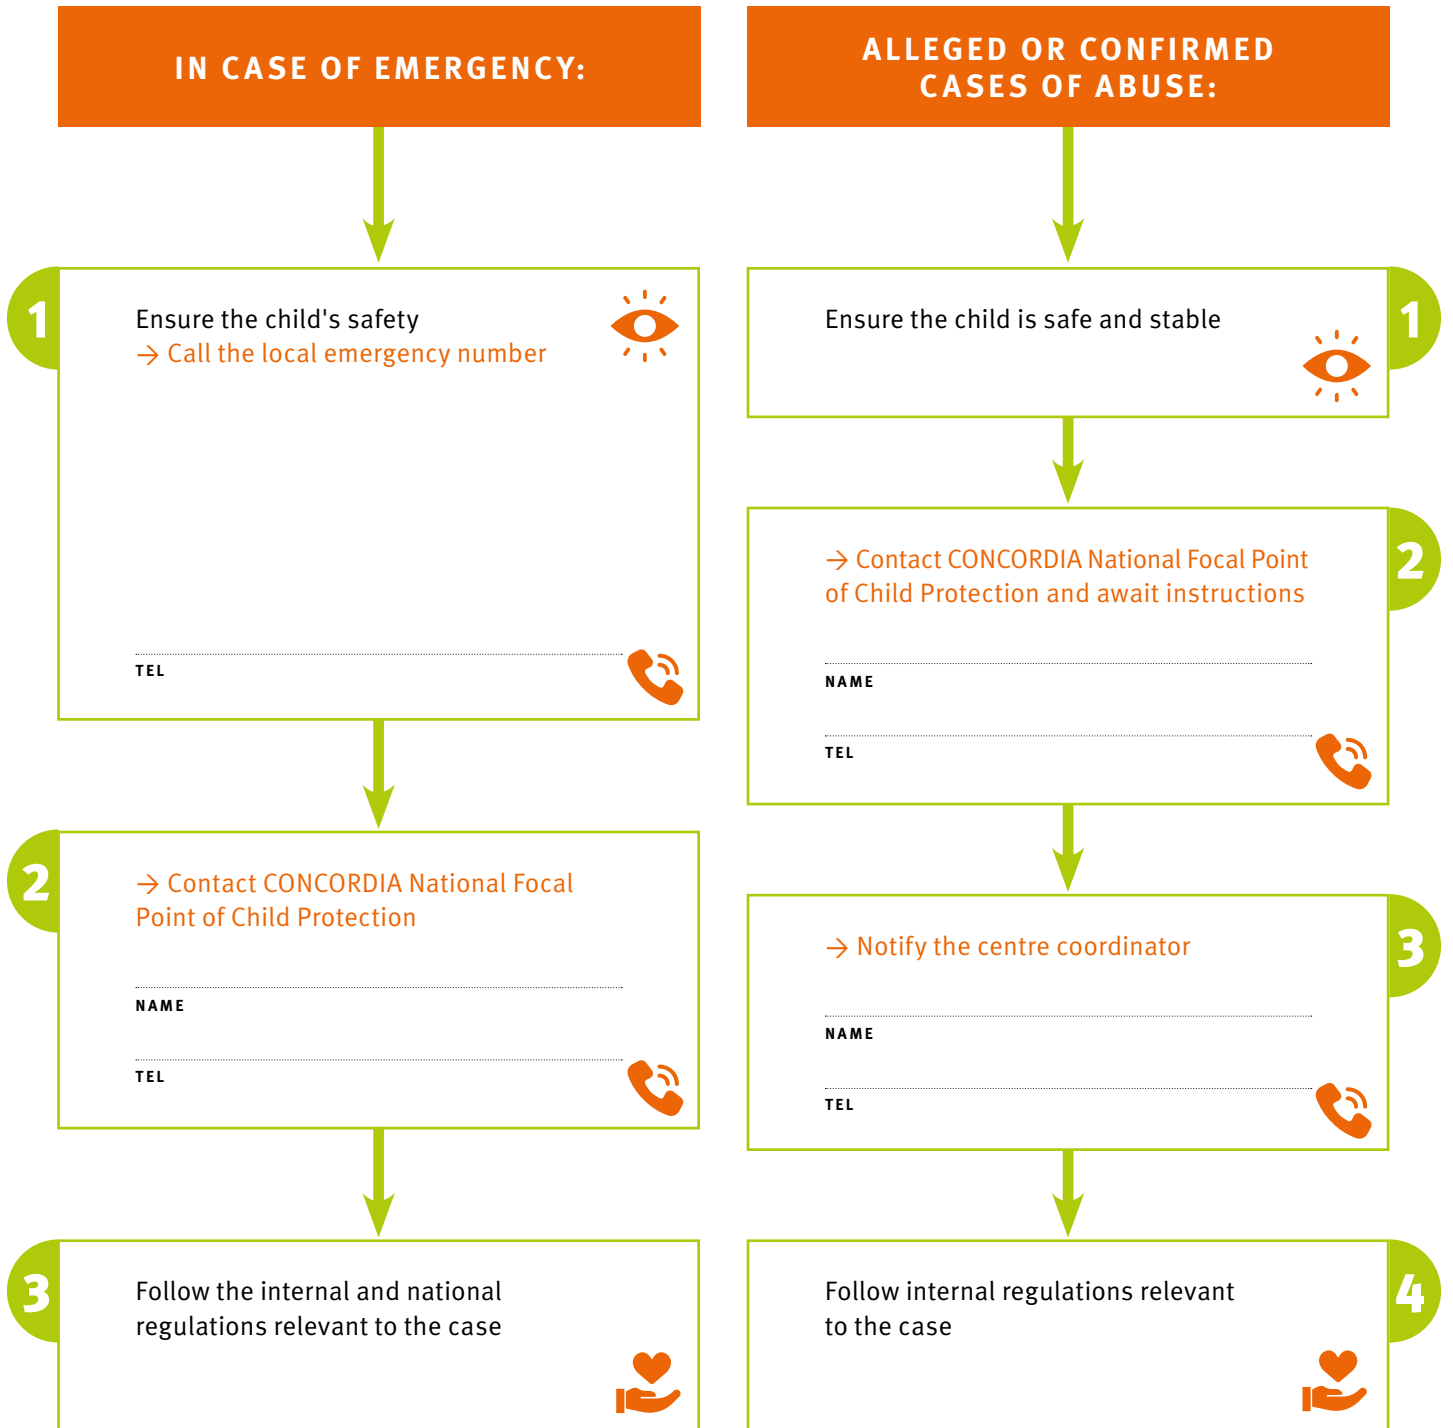 IN CASE OF EMERGENCY:
1
Ensure the child's safety
→ Call the local emergency number
TEL
2
→ Contact CONCORDIA National Focal
Point of Child Protection
NAME
TEL
3
Follow the internal and national
regulations relevant to the case
ALLEGED OR CONFIRMED
CASES OF ABUSE:
1
Ensure the child is safe and stable
2
→ Contact CONCORDIA National Focal Point
of Child Protection and await instructions
NAME
TEL
3
→ Notify the centre coordinator
NAME
TEL
4
Follow internal regulations relevant
to the case